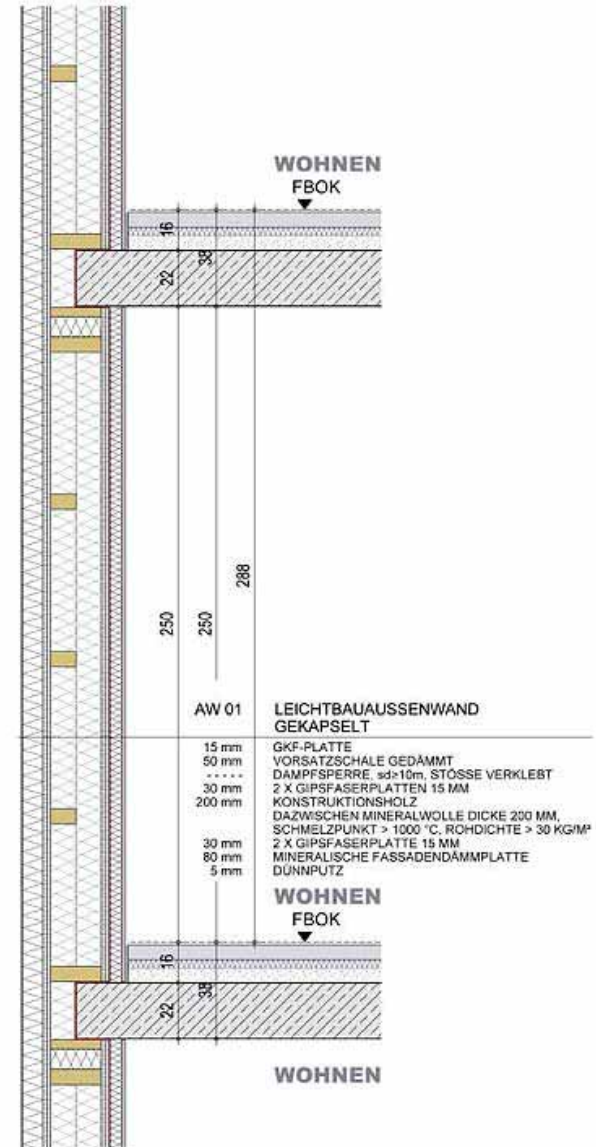 WOHNEN
FBOK
16
38
22
288
250
250
AW 01 LEICHTBAUAUSSENWAND
GEKAPSELT
15 mm GKF-PLATTE
50 mm VORSATZSCHALE GEDÄMMT
----- DAMPFSPERRE, sd≥10m, STÖSSE VERKLEBT
30 mm 2 X GIPSFASERPLATTEN 15 MM
200 mm KONSTRUKTIONSHOLZ
DAZWISCHEN MINERALWOLLE DICKE 200 MM,
SCHMELZPUNKT > 1000 °C, ROHDICHTE > 30 KG/M³
30 mm 2 X GIPSFASERPLATTE 15 MM
80 mm MINERALISCHE FASSADENDÄMMPLATTE
5 mm DÜNNPUTZ
WOHNEN
FBOK
16
38
22
WOHNEN